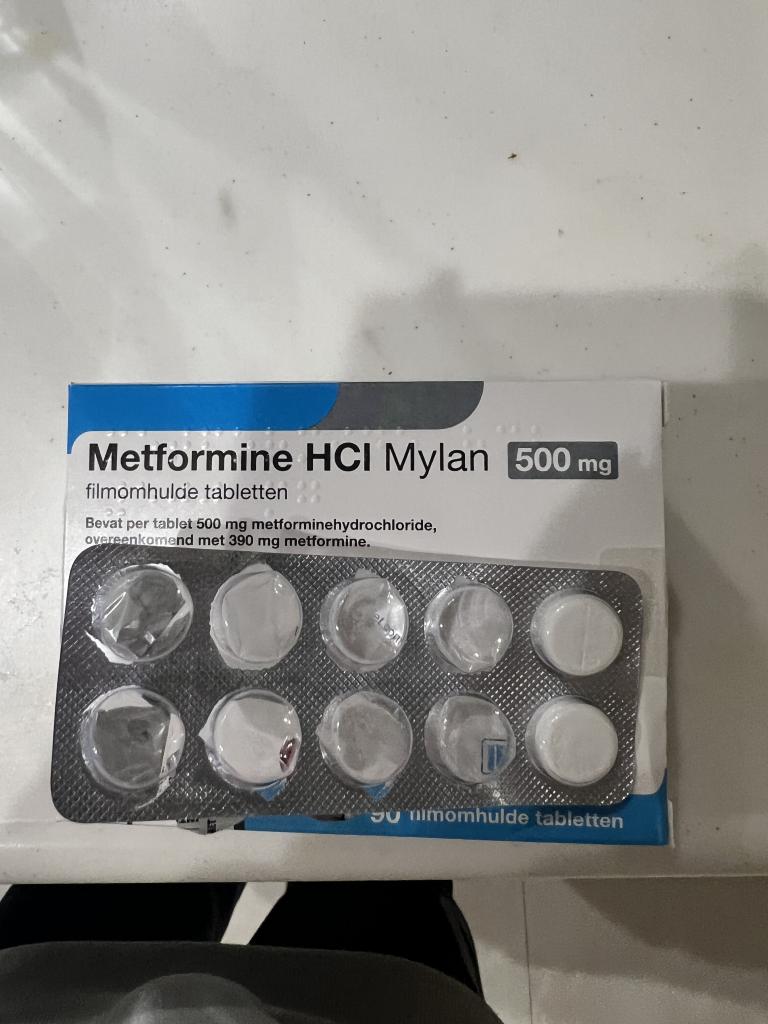 Metformine HCl Mylan 500 mg
filmomhulde tabletten
Bevat per tablet 500 mg metforminehydrochloride,
overeenkomend met 390 mg metformine.
90 filmomhulde tabletten